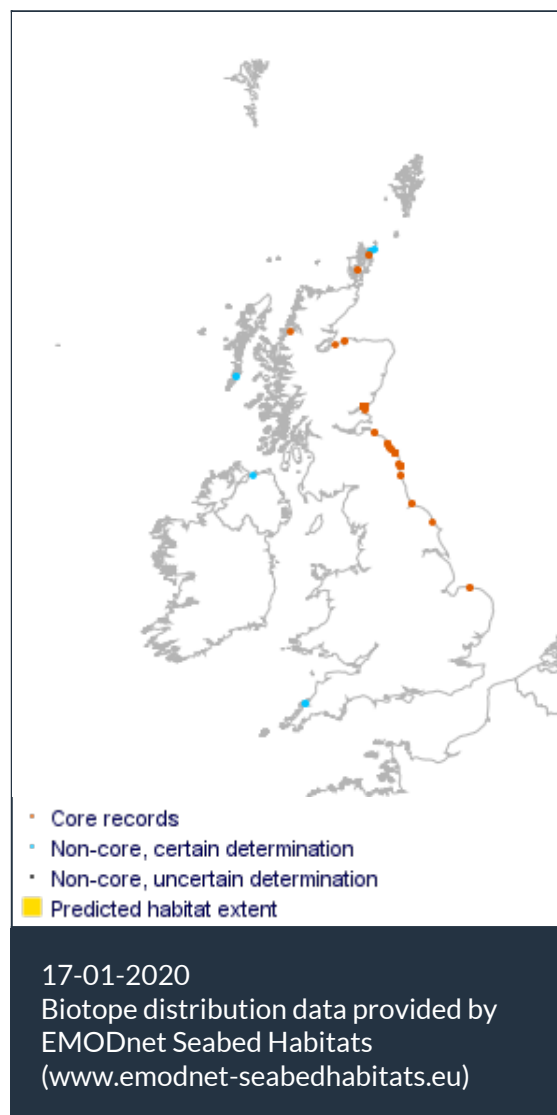 Core records
Non-core, certain determination
Non-core, uncertain determination
Predicted habitat extent
17-01-2020
Biotope distribution data provided by
EMODnet Seabed Habitats
(www.emodnet-seabedhabitats.eu)